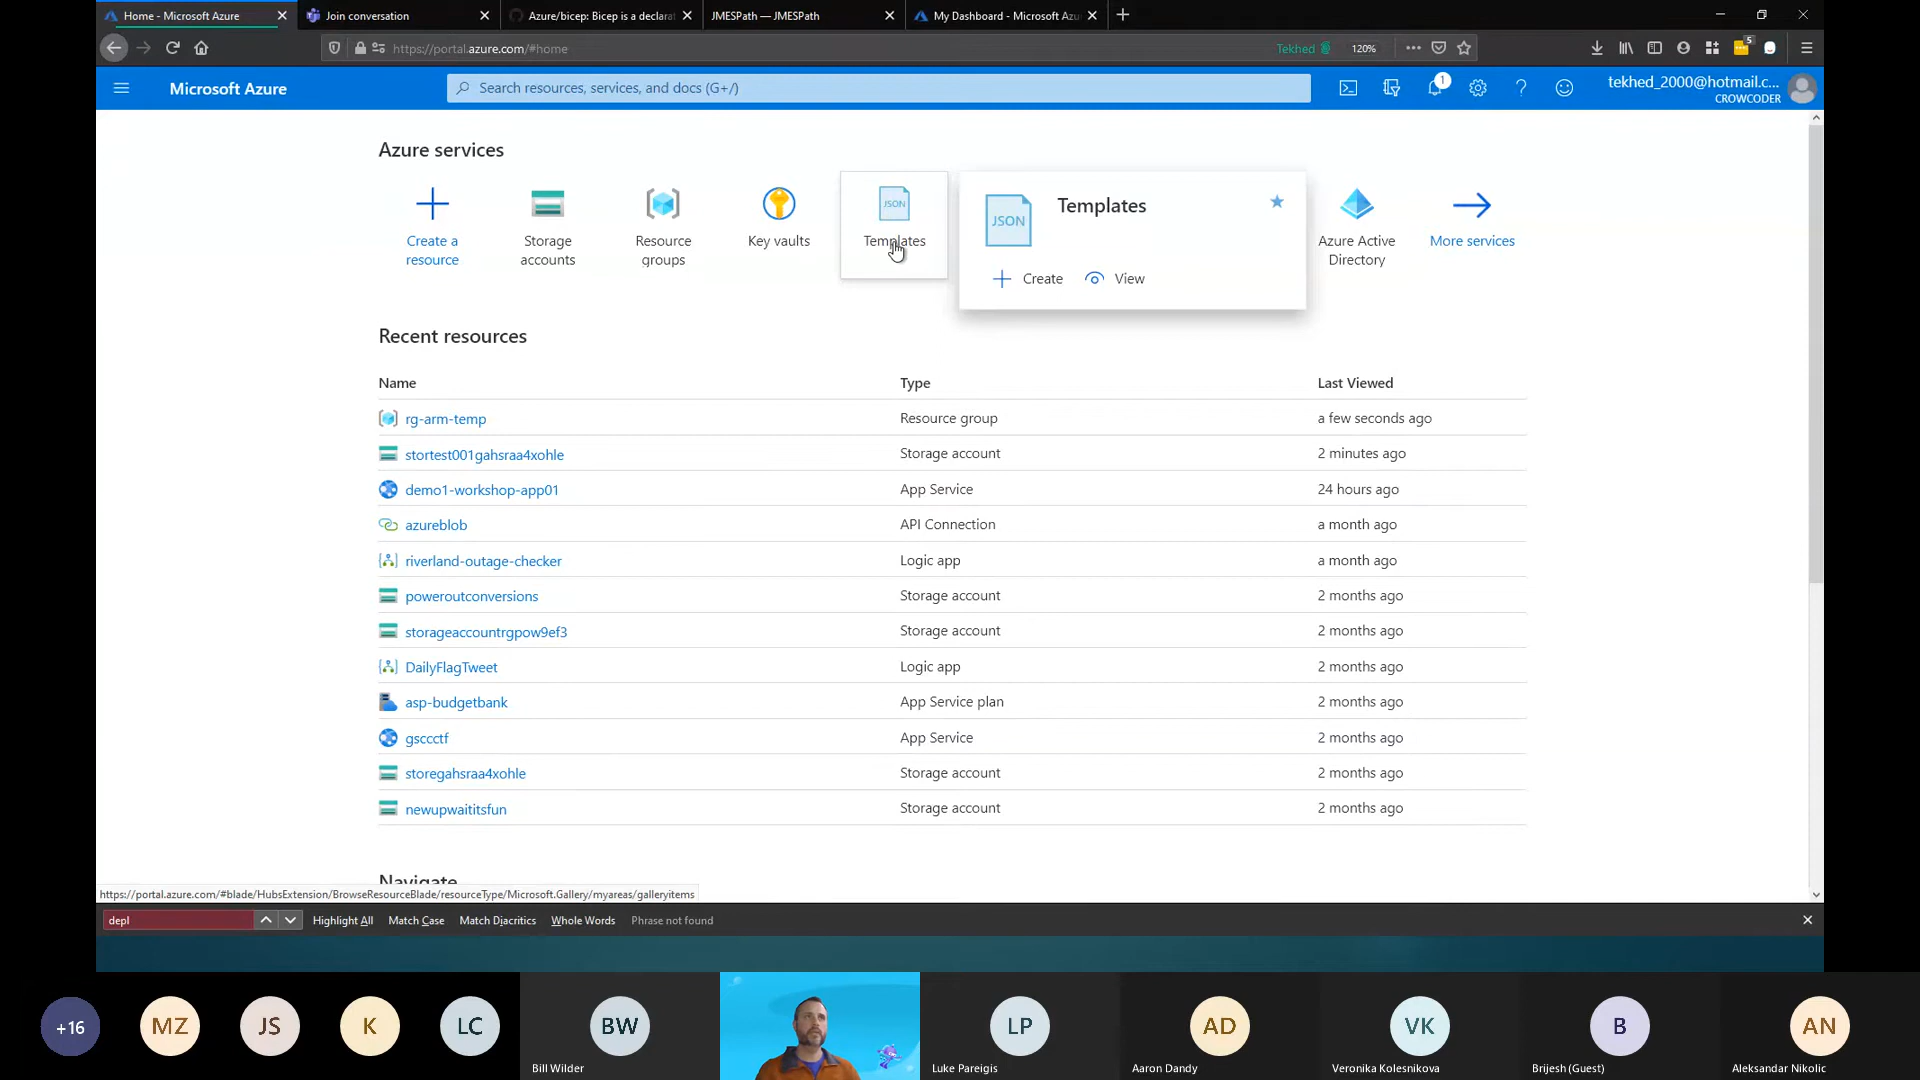 Home - Microsoft Azure
Join conversation
Azure/bicep: Bicep is a declarat
JMESPath — JMESPath
My Dashboard - Microsoft Azu
https://portal.azure.com/#home
Tekhed
120%
5
Microsoft Azure
Search resources, services, and docs (G+/)
1
tekhed_2000@hotmail.c...
CROWCODER
Azure services
Create a
resource
Storage
accounts
Resource
groups
Key vaults
JSON
Templates
JSON
Templates
Create
View
Azure Active
Directory
More services
Recent resources
Name Type Last Viewed
rg-arm-temp Resource group a few seconds ago
stortest001gahsraa4xohle Storage account 2 minutes ago
demo1-workshop-app01 App Service 24 hours ago
azureblob API Connection a month ago
riverland-outage-checker Logic app a month ago
poweroutconversions Storage account 2 months ago
storageaccountrgpow9ef3 Storage account 2 months ago
DailyFlagTweet Logic app 2 months ago
asp-budgetbank App Service plan 2 months ago
gsccctf App Service 2 months ago
storegahsraa4xohle Storage account 2 months ago
newupwaititsfun Storage account 2 months ago
Navigate
https://portal.azure.com/#blade/HubsExtension/BrowseResourceBlade/resourceType/Microsoft.Gallery/myareas/galleryitems
depl
Highlight All Match Case Match Diacritics Whole Words Phrase not found
+16
MZ
JS
K
LC
BW
LP
AD
VK
B
AN
Bill Wilder
Luke Pareigis
Aaron Dandy
Veronika Kolesnikova
Brijesh (Guest)
Aleksandar Nikolic